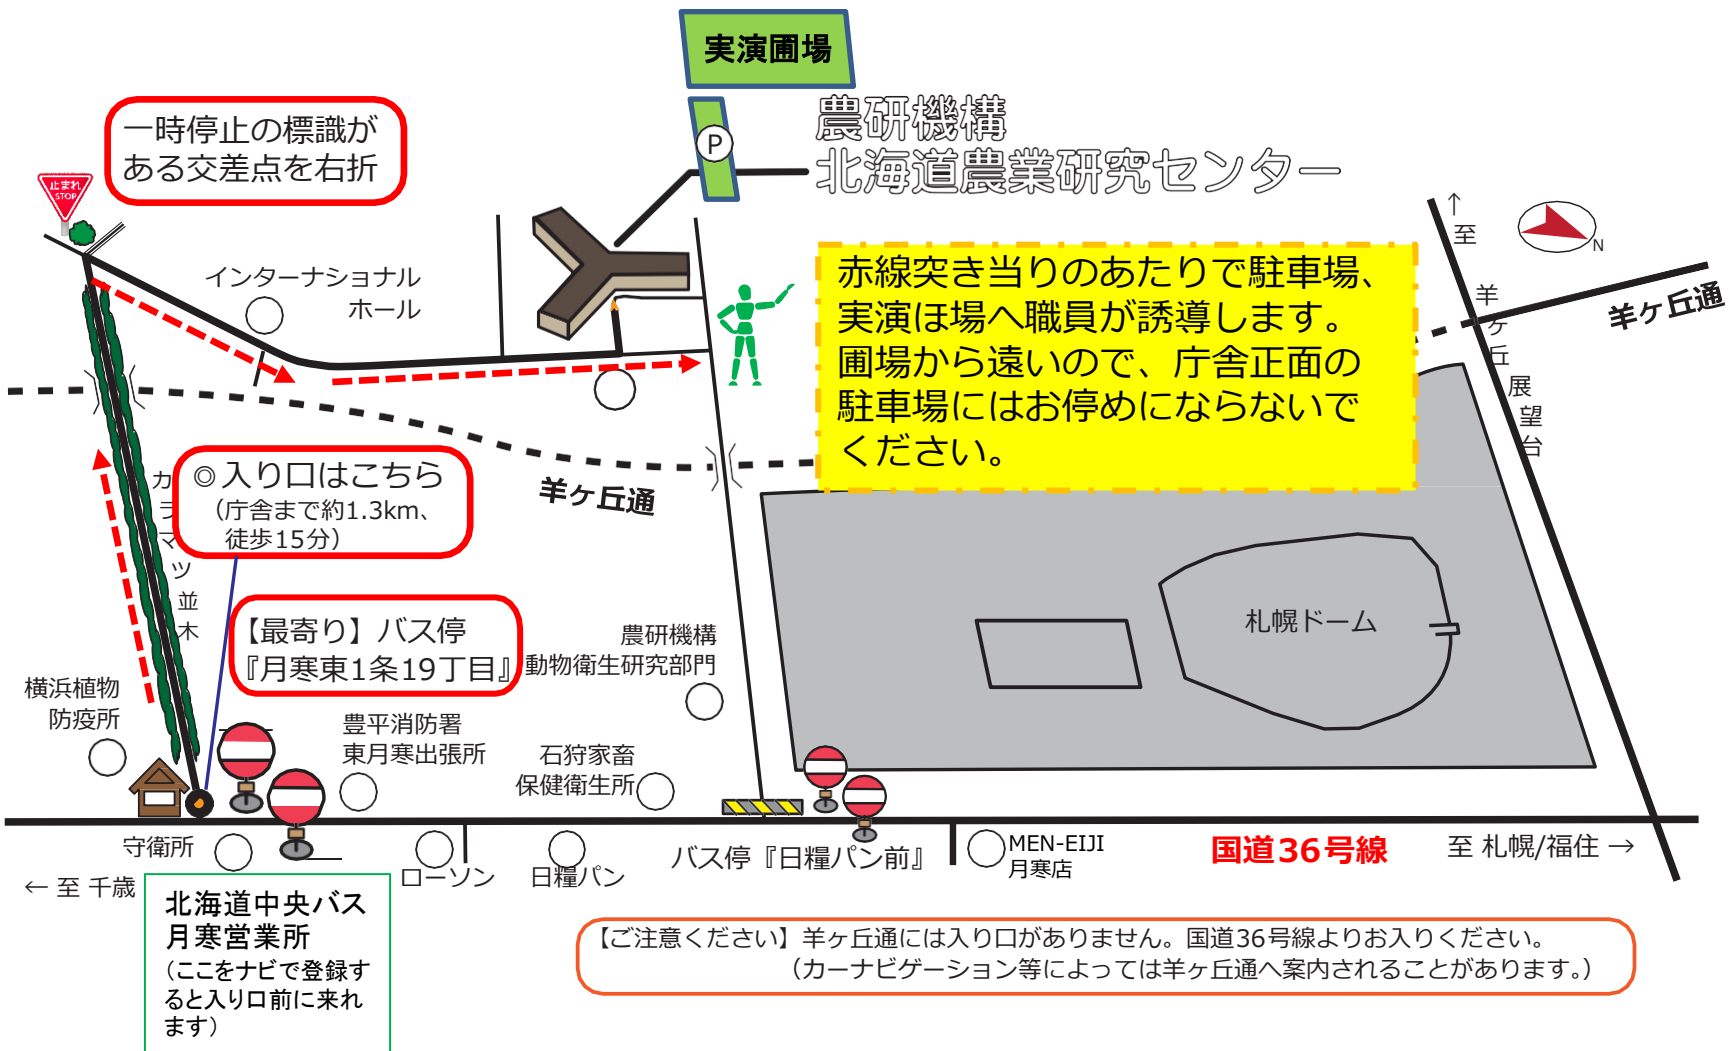 実演圃場
P
農研機構
北海道農業研究センター
一時停止の標識が
ある交差点を右折
止まれ
STOP
インターナショナル
ホール
赤線突き当りのあたりで駐車場、
実演ほ場へ職員が誘導します。
圃場から遠いので、庁舎正面の
駐車場にはお停めにならないで
ください。
↑至 羊ヶ丘展望台
N
羊ヶ丘通
羊ヶ丘通
カラマツ並木
◎入り口はこちら
(庁舎まで約1.3km、
徒歩15分)
【最寄り】バス停
『月寒東1条19丁目』
農研機構
動物衛生研究部門
札幌ドーム
横浜植物
防疫所
豊平消防署
東月寒出張所
石狩家畜
保健衛生所
守衛所
ローソン
日糧パン
バス停『日糧パン前』
MEN-EIJI
月寒店
国道36号線
至 札幌/福住 →
← 至 千歳
北海道中央バス
月寒営業所
(ここをナビで登録す
ると入り口前に来れ
ます)
【ご注意ください】羊ヶ丘通には入り口がありません。国道36号線よりお入りください。
(カーナビゲーション等によっては羊ヶ丘通へ案内されることがあります。)